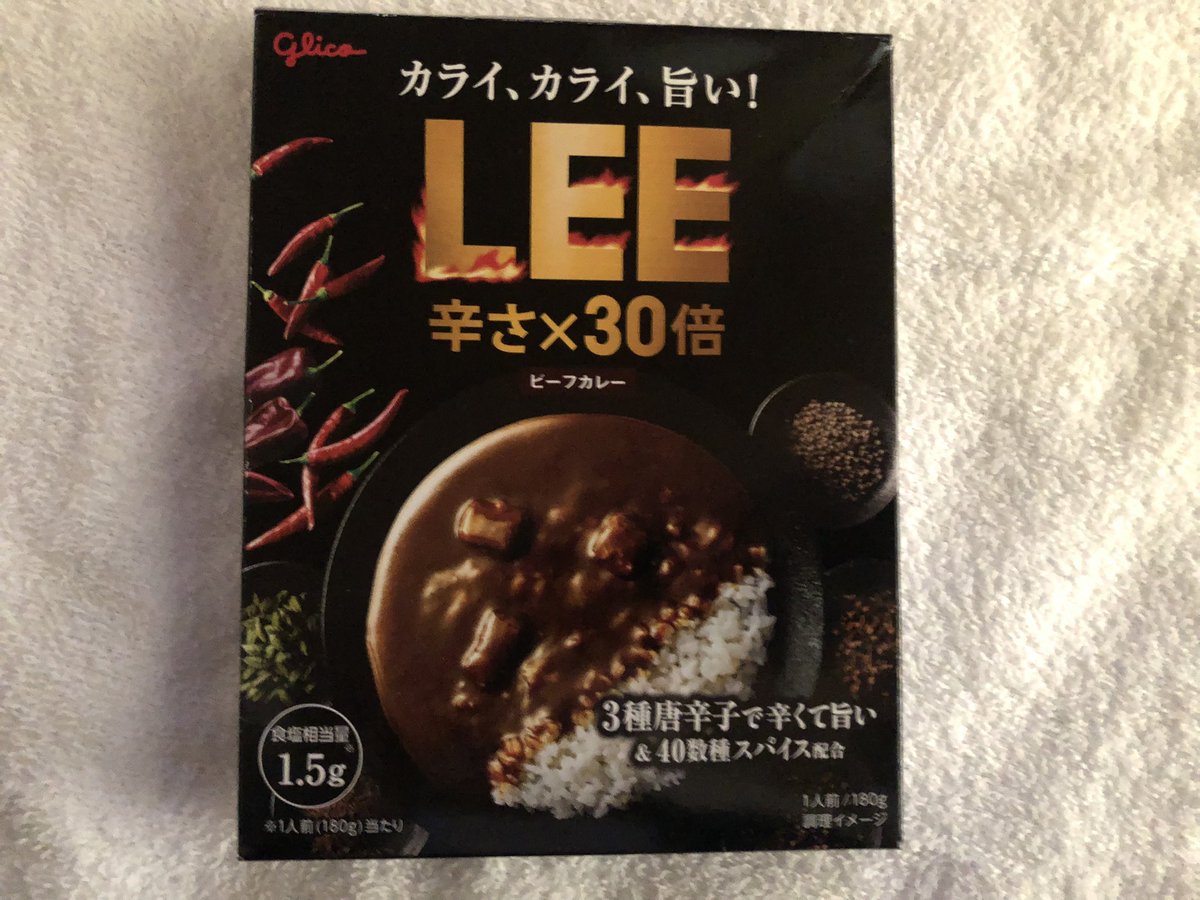 Glico
カライ、カライ、旨い!
LEE
辛さ×30倍
ビーフカレー
3種唐辛子で辛くて旨い
& 40数種スパイス配合
食塩相当量※
1.5g
※1人前(180g)当たり
1人前/180g
調理イメージ